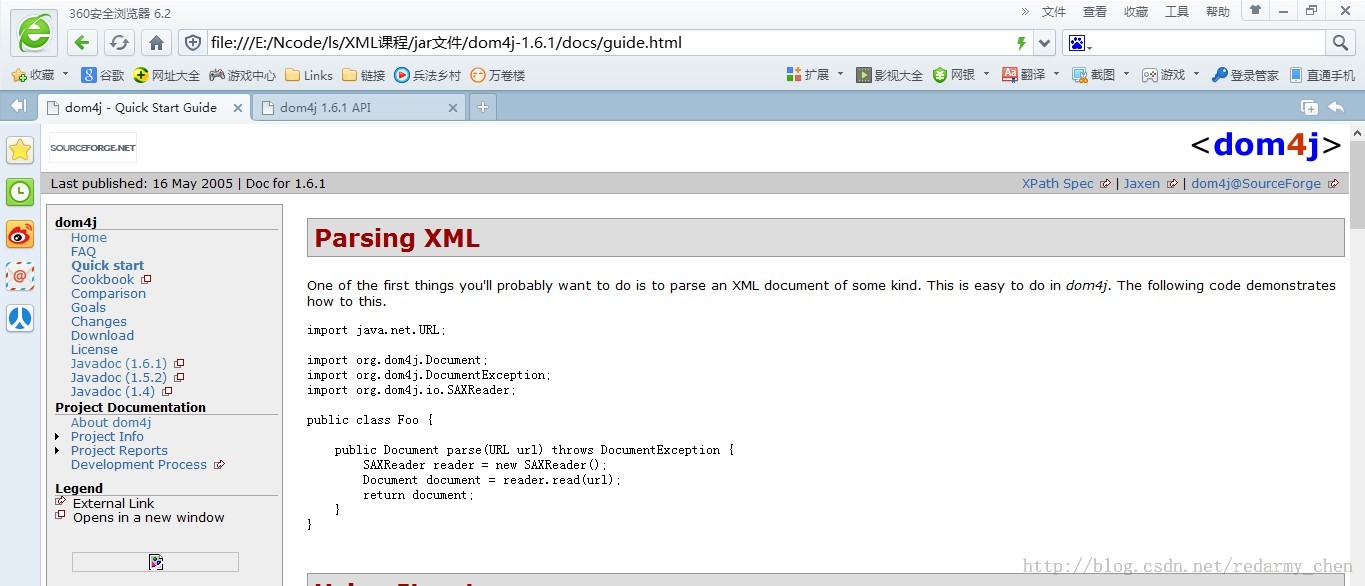 360安全浏览器 6.2
» 文件 查看 收藏 工具 帮助
file:///E:/Ncode/ls/XML课程/jar文件/dom4j-1.6.1/docs/guide.html
收藏 谷歌 网址大全 游戏中心 Links 链接 兵法乡村 万卷楼 扩展 影视大全 网银 翻译 截图 游戏 登录管家 直通手机
dom4j - Quick Start Guide dom4j 1.6.1 API
SOURCEFORGE.NET
<dom4j>
Last published: 16 May 2005 | Doc for 1.6.1
XPath Spec | Jaxen | dom4j@SourceForge
dom4j
Home
FAQ
Quick start
Cookbook
Comparison
Goals
Changes
Download
License
Javadoc (1.6.1)
Javadoc (1.5.2)
Javadoc (1.4)
Project Documentation
About dom4j
Project Info
Project Reports
Development Process
Legend
External Link
Opens in a new window
Parsing XML
One of the first things you'll probably want to do is to parse an XML document of some kind. This is easy to do in dom4j. The following code demonstrates
how to this.
import java.net.URL;
import org.dom4j.Document;
import org.dom4j.DocumentException;
import org.dom4j.io.SAXReader;
public class Foo {
public Document parse(URL url) throws DocumentException {
SAXReader reader = new SAXReader();
Document document = reader.read(url);
return document;
}
}
http://blog.csdn.net/redarmy_chen